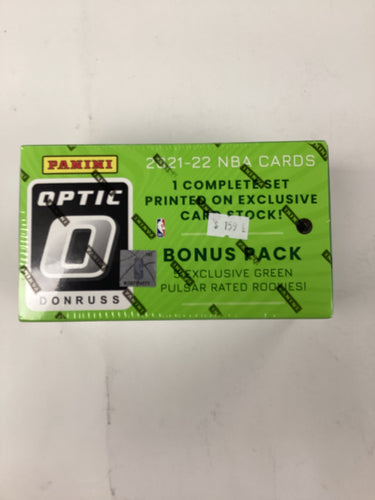 PANINI
2021-22 NBA CARDS
OPTIC
DONRUSS
1 COMPLETE SET
PRINTED ON EXCLUSIVE
CARD STOCK!
BONUS PACK
EXCLUSIVE GREEN
PULSAR RATED ROOKIES!